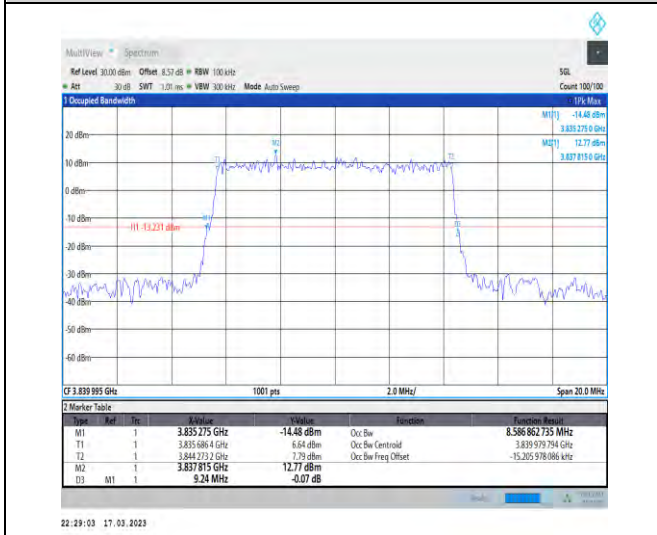 MultiView Spectrum
Ref Level 30.00 dBm Offset 8.57 dB RBW 100 kHz SGL
Att 30 dB SWT 1.01 ms VBW 300 kHz Mode Auto Sweep Count 100/100
1 Occupied Bandwidth 1Pk Max
M1[1] -14.48 dBm
3.835 275 0 GHz
M2[1] 12.77 dBm
3.837 815 0 GHz
20 dBm
M2
10 dBm
T1 T2
0 dBm
-10 dBm
M1
H1 -13.231 dBm
D3
-20 dBm
-30 dBm
-40 dBm
-50 dBm
-60 dBm
CF 3.839 995 GHz 1001 pts 2.0 MHz/ Span 20.0 MHz
2 Marker Table
Type Ref Trc X-Value Y-Value Function Function Result
M1 1 3.835 275 GHz -14.48 dBm Occ Bw 8.586 862 735 MHz
T1 1 3.835 686 4 GHz 6.64 dBm Occ Bw Centroid 3.839 979 794 GHz
T2 1 3.844 273 2 GHz 7.79 dBm Occ Bw Freq Offset -15.205 978 086 kHz
M2 1 3.837 815 GHz 12.77 dBm
D3 M1 1 9.24 MHz -0.07 dB
22:29:03 17.03.2023